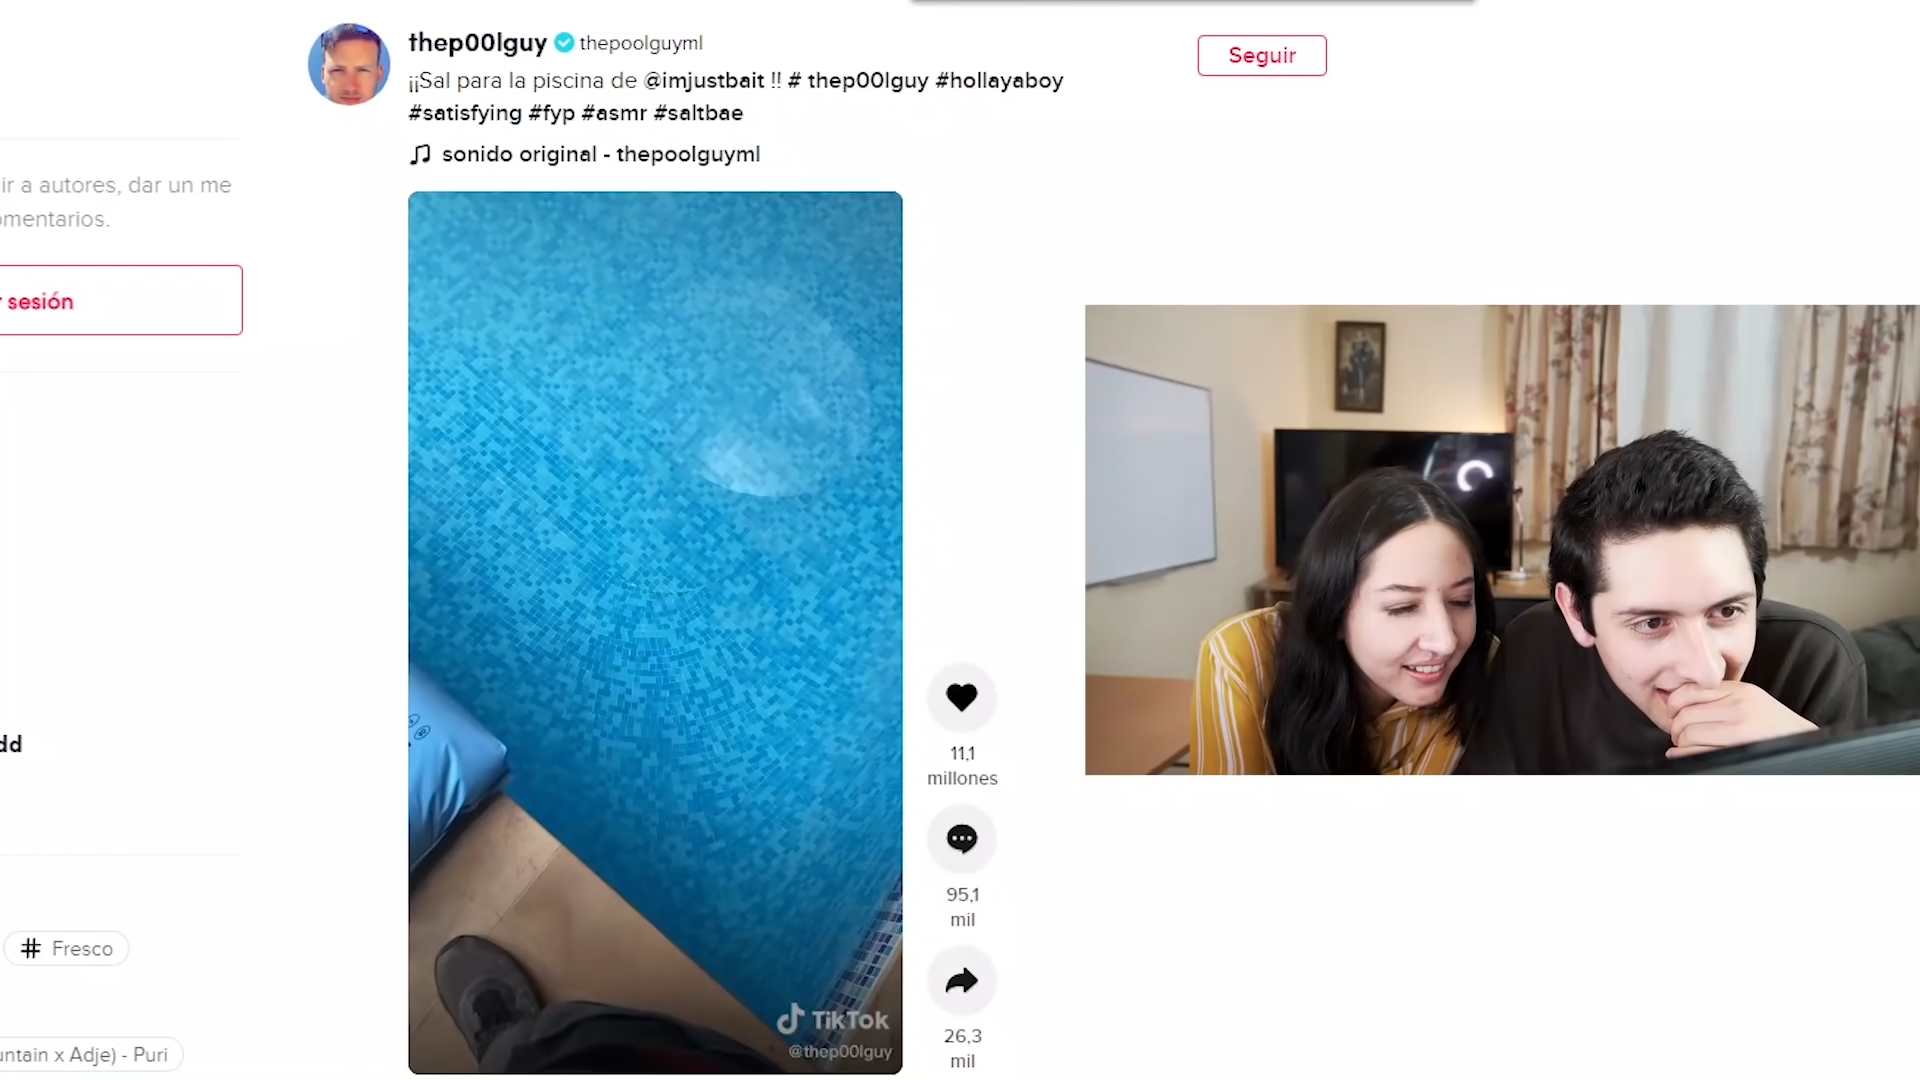 thep00lguy thepoolguyml
¡¡Sal para la piscina de @imjustbait !! # thep00lguy #hollayaboy
#satisfying #fyp #asmr #saltbae
sonido original - thepoolguyml
Seguir
ir a autores, dar un me
omentarios.
r sesión
dd
# Fresco
untain x Adje) - Puri
11,1
millones
95,1
mil
26,3
mil
TikTok
@thep00lguy